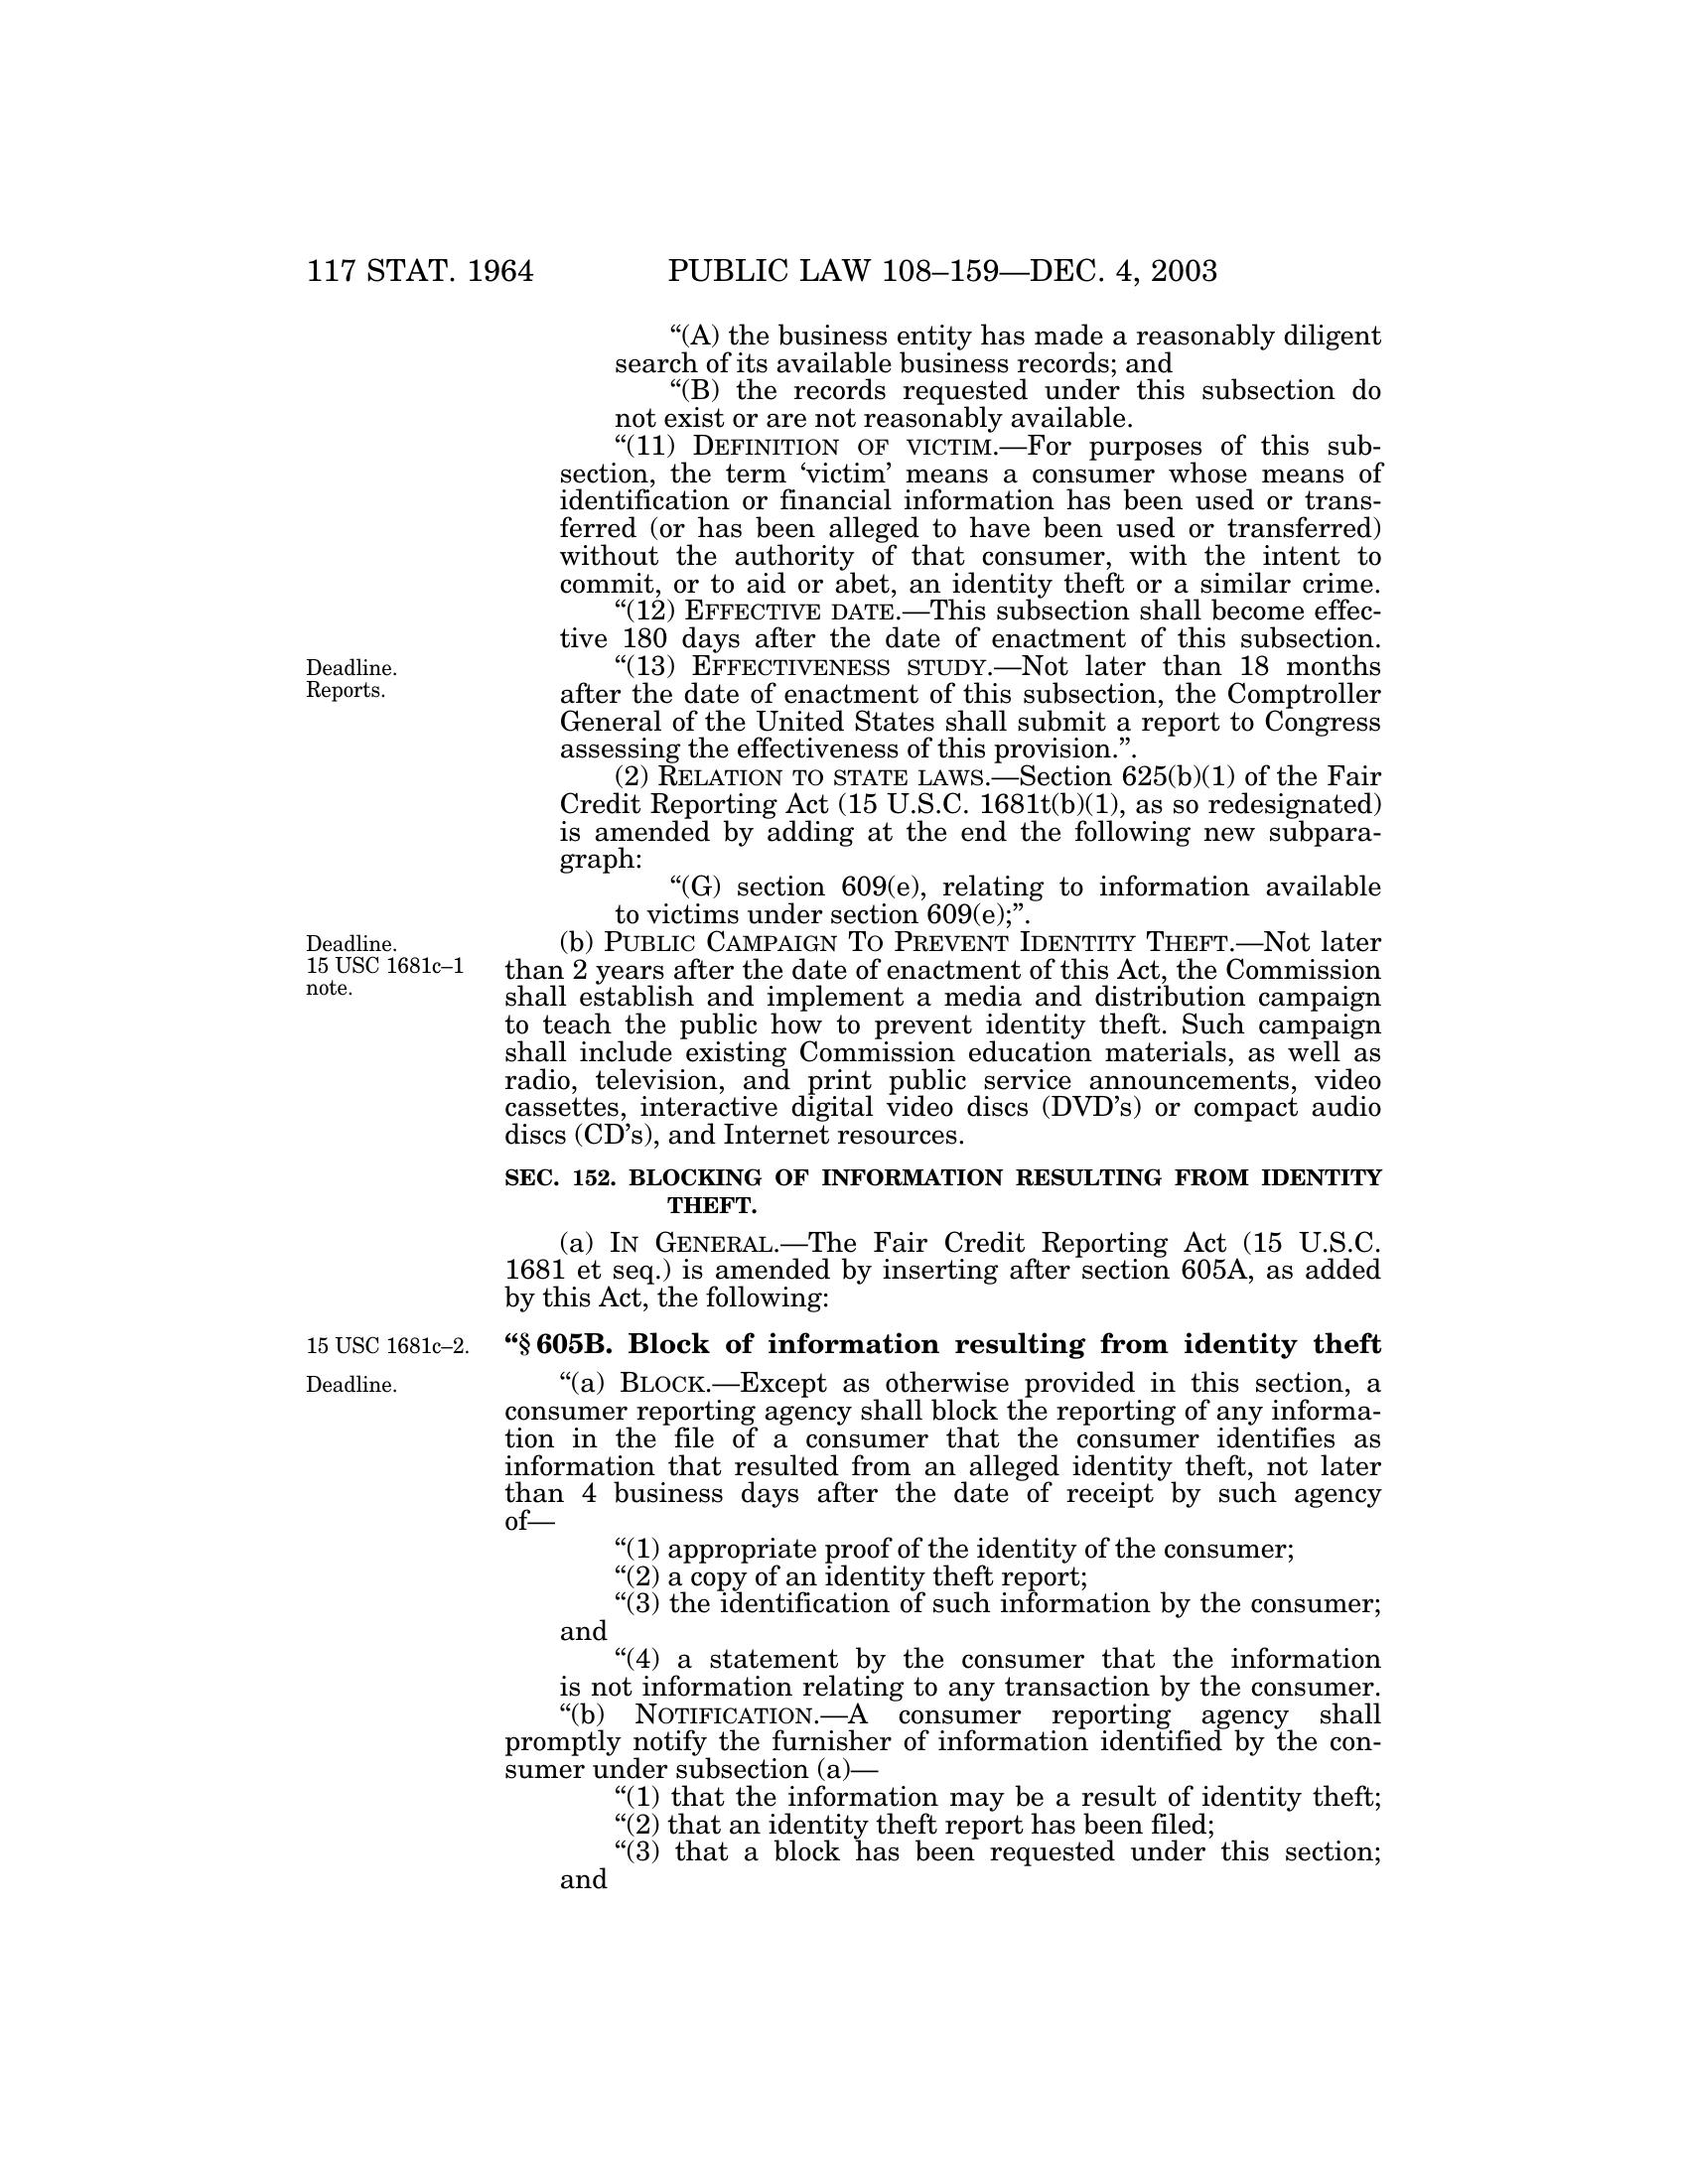 117 STAT. 1964 PUBLIC LAW 108–159—DEC. 4, 2003
“(A) the business entity has made a reasonably diligent
search of its available business records; and
“(B) the records requested under this subsection do
not exist or are not reasonably available.
“(11) DEFINITION OF VICTIM.—For purposes of this sub-
section, the term ‘victim’ means a consumer whose means of
identification or financial information has been used or trans-
ferred (or has been alleged to have been used or transferred)
without the authority of that consumer, with the intent to
commit, or to aid or abet, an identity theft or a similar crime.
“(12) EFFECTIVE DATE.—This subsection shall become effec-
tive 180 days after the date of enactment of this subsection.
Deadline.
Reports.
“(13) EFFECTIVENESS STUDY.—Not later than 18 months
after the date of enactment of this subsection, the Comptroller
General of the United States shall submit a report to Congress
assessing the effectiveness of this provision.”.
(2) RELATION TO STATE LAWS.—Section 625(b)(1) of the Fair
Credit Reporting Act (15 U.S.C. 1681t(b)(1), as so redesignated)
is amended by adding at the end the following new subpara-
graph:
“(G) section 609(e), relating to information available
to victims under section 609(e);”.
Deadline.
15 USC 1681c–1
note.
(b) PUBLIC CAMPAIGN TO PREVENT IDENTITY THEFT.—Not later
than 2 years after the date of enactment of this Act, the Commission
shall establish and implement a media and distribution campaign
to teach the public how to prevent identity theft. Such campaign
shall include existing Commission education materials, as well as
radio, television, and print public service announcements, video
cassettes, interactive digital video discs (DVD’s) or compact audio
discs (CD’s), and Internet resources.
SEC. 152. BLOCKING OF INFORMATION RESULTING FROM IDENTITY
THEFT.
(a) IN GENERAL.—The Fair Credit Reporting Act (15 U.S.C.
1681 et seq.) is amended by inserting after section 605A, as added
by this Act, the following:
15 USC 1681c–2.
“§ 605B. Block of information resulting from identity theft
Deadline.
“(a) BLOCK.—Except as otherwise provided in this section, a
consumer reporting agency shall block the reporting of any informa-
tion in the file of a consumer that the consumer identifies as
information that resulted from an alleged identity theft, not later
than 4 business days after the date of receipt by such agency
of—
“(1) appropriate proof of the identity of the consumer;
“(2) a copy of an identity theft report;
“(3) the identification of such information by the consumer;
and
“(4) a statement by the consumer that the information
is not information relating to any transaction by the consumer.
“(b) NOTIFICATION.—A consumer reporting agency shall
promptly notify the furnisher of information identified by the con-
sumer under subsection (a)—
“(1) that the information may be a result of identity theft;
“(2) that an identity theft report has been filed;
“(3) that a block has been requested under this section;
and